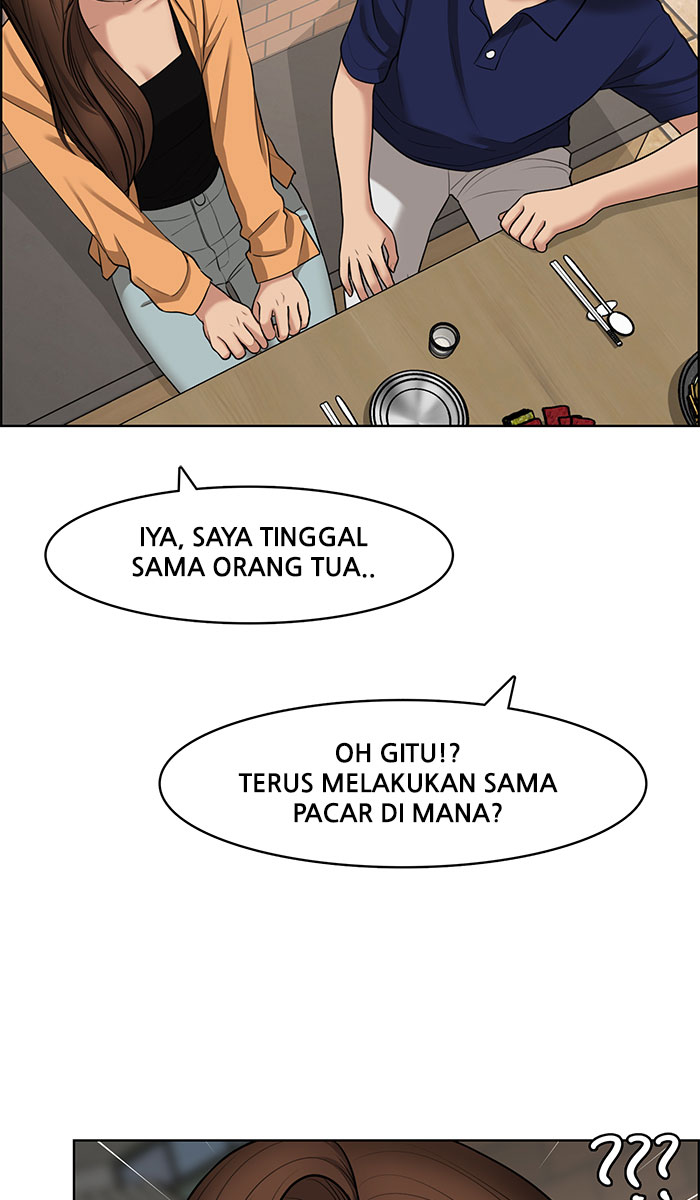 IYA, SAYA TINGGAL
SAMA ORANG TUA..
OH GITU!?
TERUS MELAKUKAN SAMA
PACAR DI MANA?
???